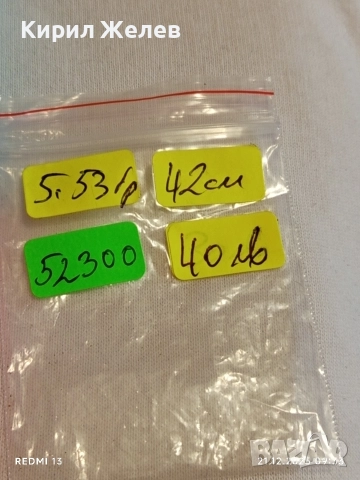 Кирил Желев
5.53гр 42см
52300 40лв
REDMI 13